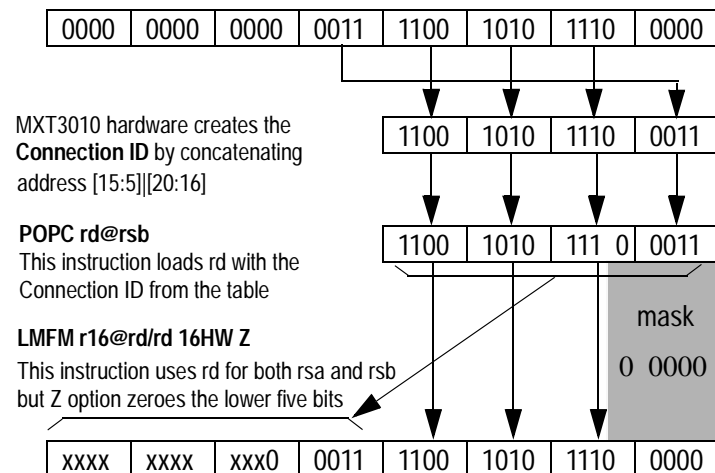 0000 0000 0000 0011 1100 1010 1110 0000
MXT3010 hardware creates the
Connection ID by concatenating
address [15:5]||[20:16]
1100 1010 1110 0011
POPC rd@rsb
This instruction loads rd with the
Connection ID from the table
1100 1010 111 0 0011
mask
0 0000
LMFM r16@rd/rd 16HW Z
This instruction uses rd for both rsa and rsb
but Z option zeroes the lower five bits
xxxx xxxx xxx0 0011 1100 1010 1110 0000